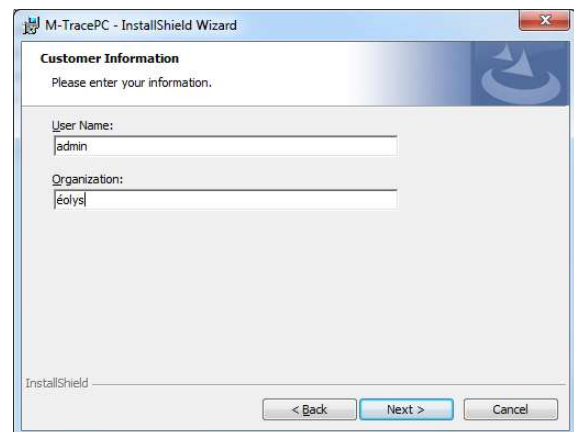 M-TracePC - InstallShield Wizard
Customer Information
Please enter your information.
User Name:
admin
Organization:
éolys
InstallShield
< Back Next > Cancel